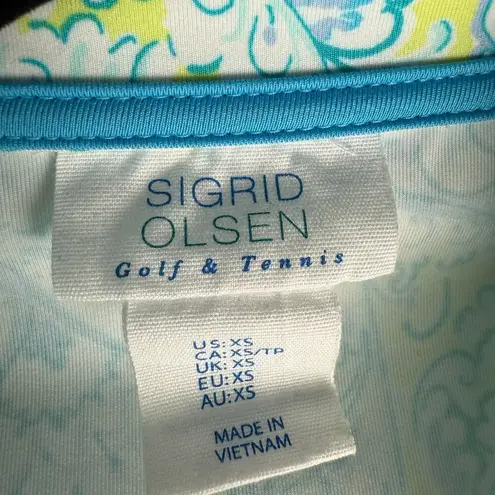 SIGRID
OLSEN
Golf & Tennis
US:XS
CA:XS/TP
UK:XS
EU:XS
AU:XS
MADE IN
VIETNAM